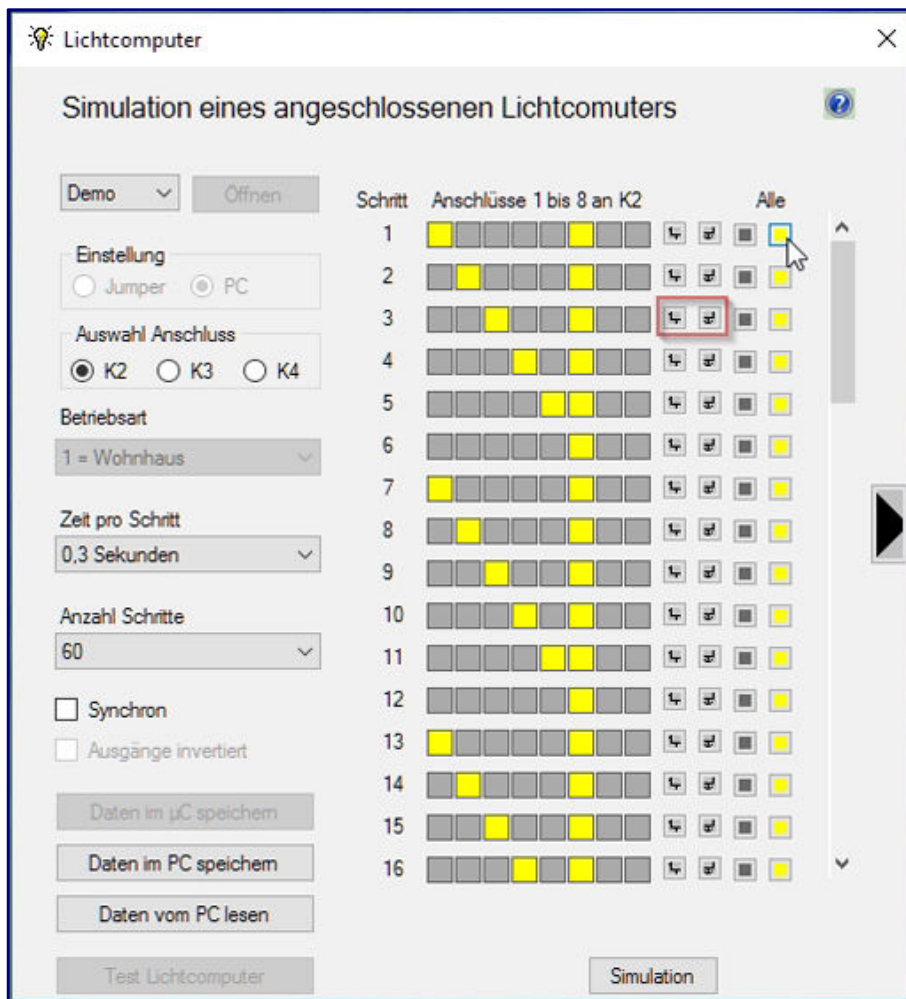 Lichtcomputer
Simulation eines angeschlossenen Lichtcomuters
Demo
Öffnen
Schritt Anschlüsse 1 bis 8 an K2 Alle
Einstellung
Jumper PC
Auswahl Anschluss
K2 K3 K4
Betriebsart
1 = Wohnhaus
Zeit pro Schritt
0,3 Sekunden
Anzahl Schritte
60
Synchron
Ausgänge invertiert
Daten im µC speichern
Daten im PC speichern
Daten vom PC lesen
Test Lichtcomputer
1
2
3
4
5
6
7
8
9
10
11
12
13
14
15
16
Simulation